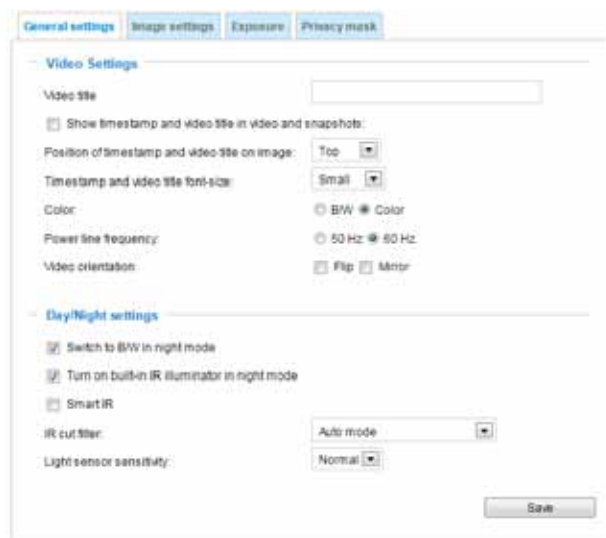 General settings Image settings Exposure Privacy mask
Video Settings
Video title
Show timestamp and video title in video and snapshots:
Position of timestamp and video title on image: Top
Timestamp and video title font-size: Small
Color: B/W Color
Power line frequency: 50 Hz 60 Hz
Video orientation: Flip Mirror
Day/Night settings
Switch to B/W in night mode
Turn on built-in IR illuminator in night mode
Smart IR
IR cut filter: Auto mode
Light sensor sensitivity: Normal
Save